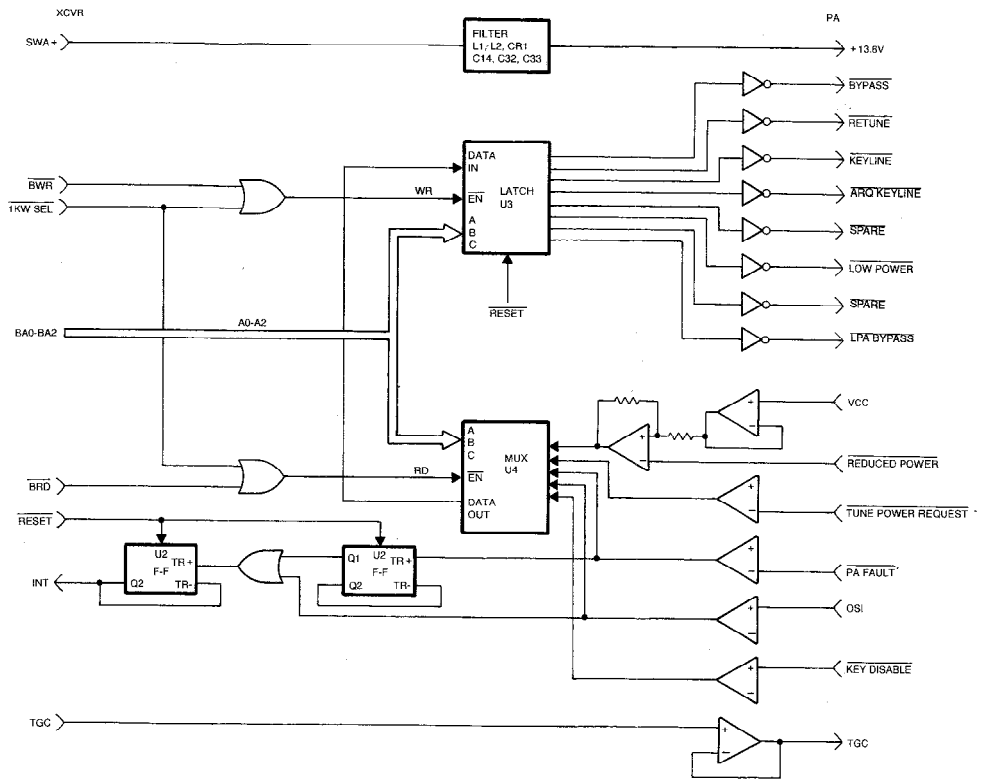 XCVR
PA
SWA+
FILTER
L1, L2, CR1
C14, C32, C33
+13.6V
BYPASS
RETUNE
KEYLINE
ARQ KEYLINE
SPARE
LOW POWER
SPARE
LPA BYPASS
BWR
1KW SEL
WR
DATA
IN
EN
LATCH
U3
A
B
C
RESET
BA0-BA2
A0-A2
VCC
+
-
+
-
REDUCED POWER
A
B
C
MUX
U4
EN
DATA
OUT
RD
BRD
RESET
+
-
TUNE POWER REQUEST
+
-
PA FAULT
U2
F-F
TR+
Q2
TR-
INT
Q1
U2
F-F
TR+
Q2
TR-
+
-
OSI
+
-
KEY DISABLE
TGC
+
-
TGC